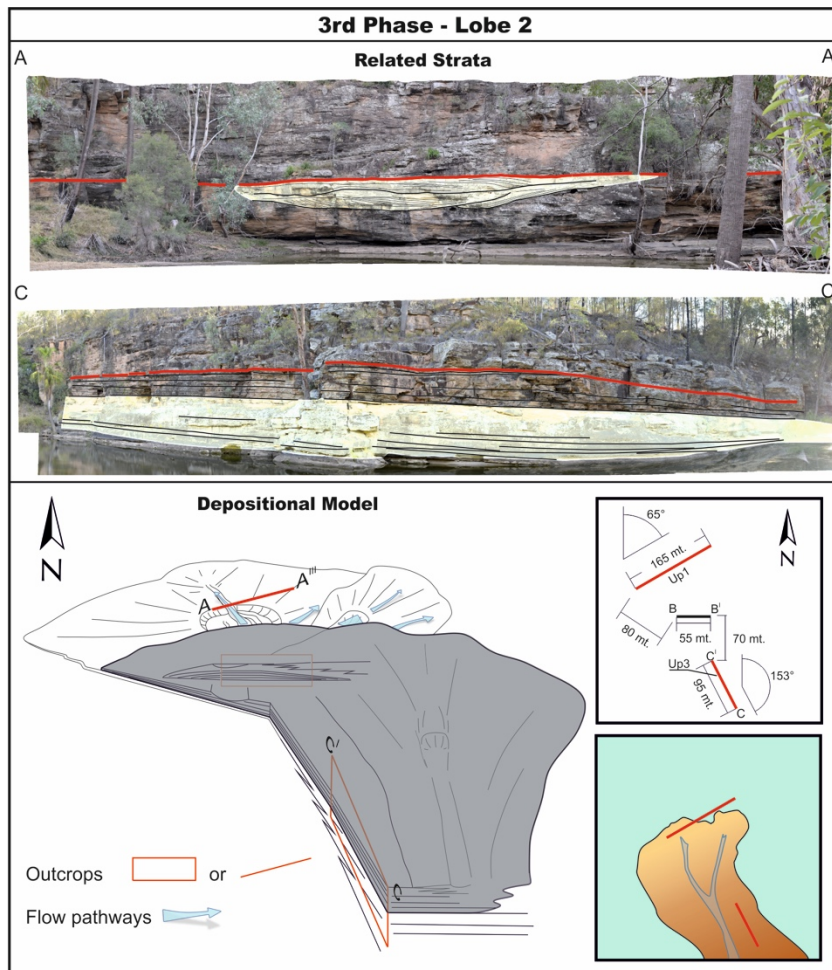 3rd Phase - Lobe 2
Related Strata
A
A
C
C
Depositional Model
N
A
A'''
C'
C
Outcrops or
Flow pathways
N
65°
165 mt.
Up1
80 mt.
B
B'
55 mt.
70 mt.
C'
Up3
95 mt.
153°
C